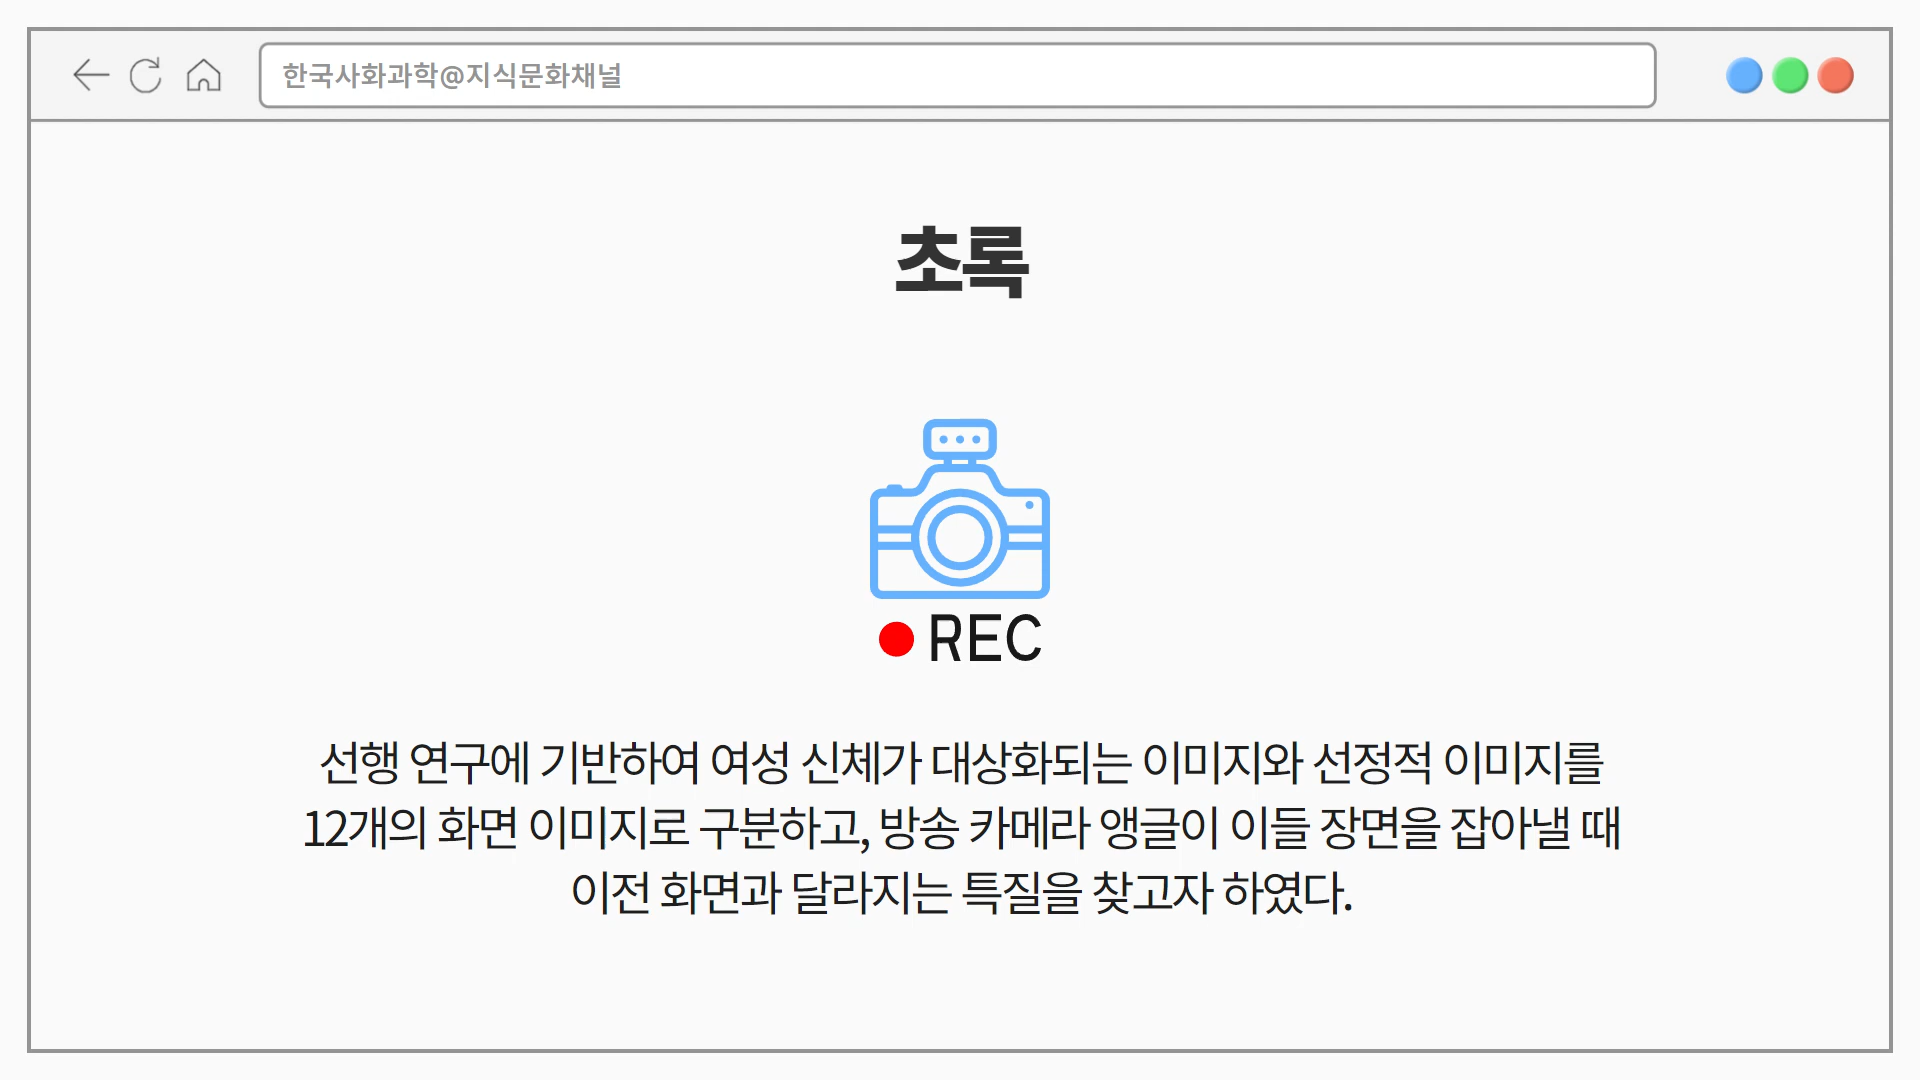 한국사화과학@지식문화채널
초록
REC
선행 연구에 기반하여 여성 신체가 대상화되는 이미지와 선정적 이미지를
12개의 화면 이미지로 구분하고, 방송 카메라 앵글이 이들 장면을 잡아낼 때
이전 화면과 달라지는 특질을 찾고자 하였다.